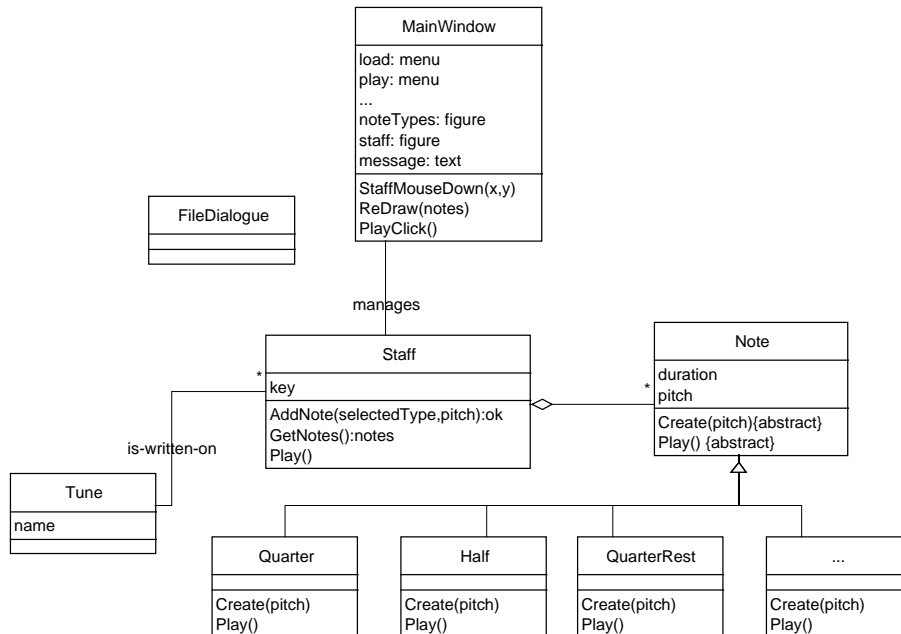 MainWindow
load: menu
play: menu
...
noteTypes: figure
staff: figure
message: text
StaffMouseDown(x,y)
ReDraw(notes)
PlayClick()
FileDialogue
manages
Staff
*
key
AddNote(selectedType,pitch):ok
GetNotes():notes
Play()
Note
*
duration
pitch
Create(pitch){abstract}
Play() {abstract}
is-written-on
Tune
name
Quarter
Create(pitch)
Play()
Half
Create(pitch)
Play()
QuarterRest
Create(pitch)
Play()
...
Create(pitch)
Play()